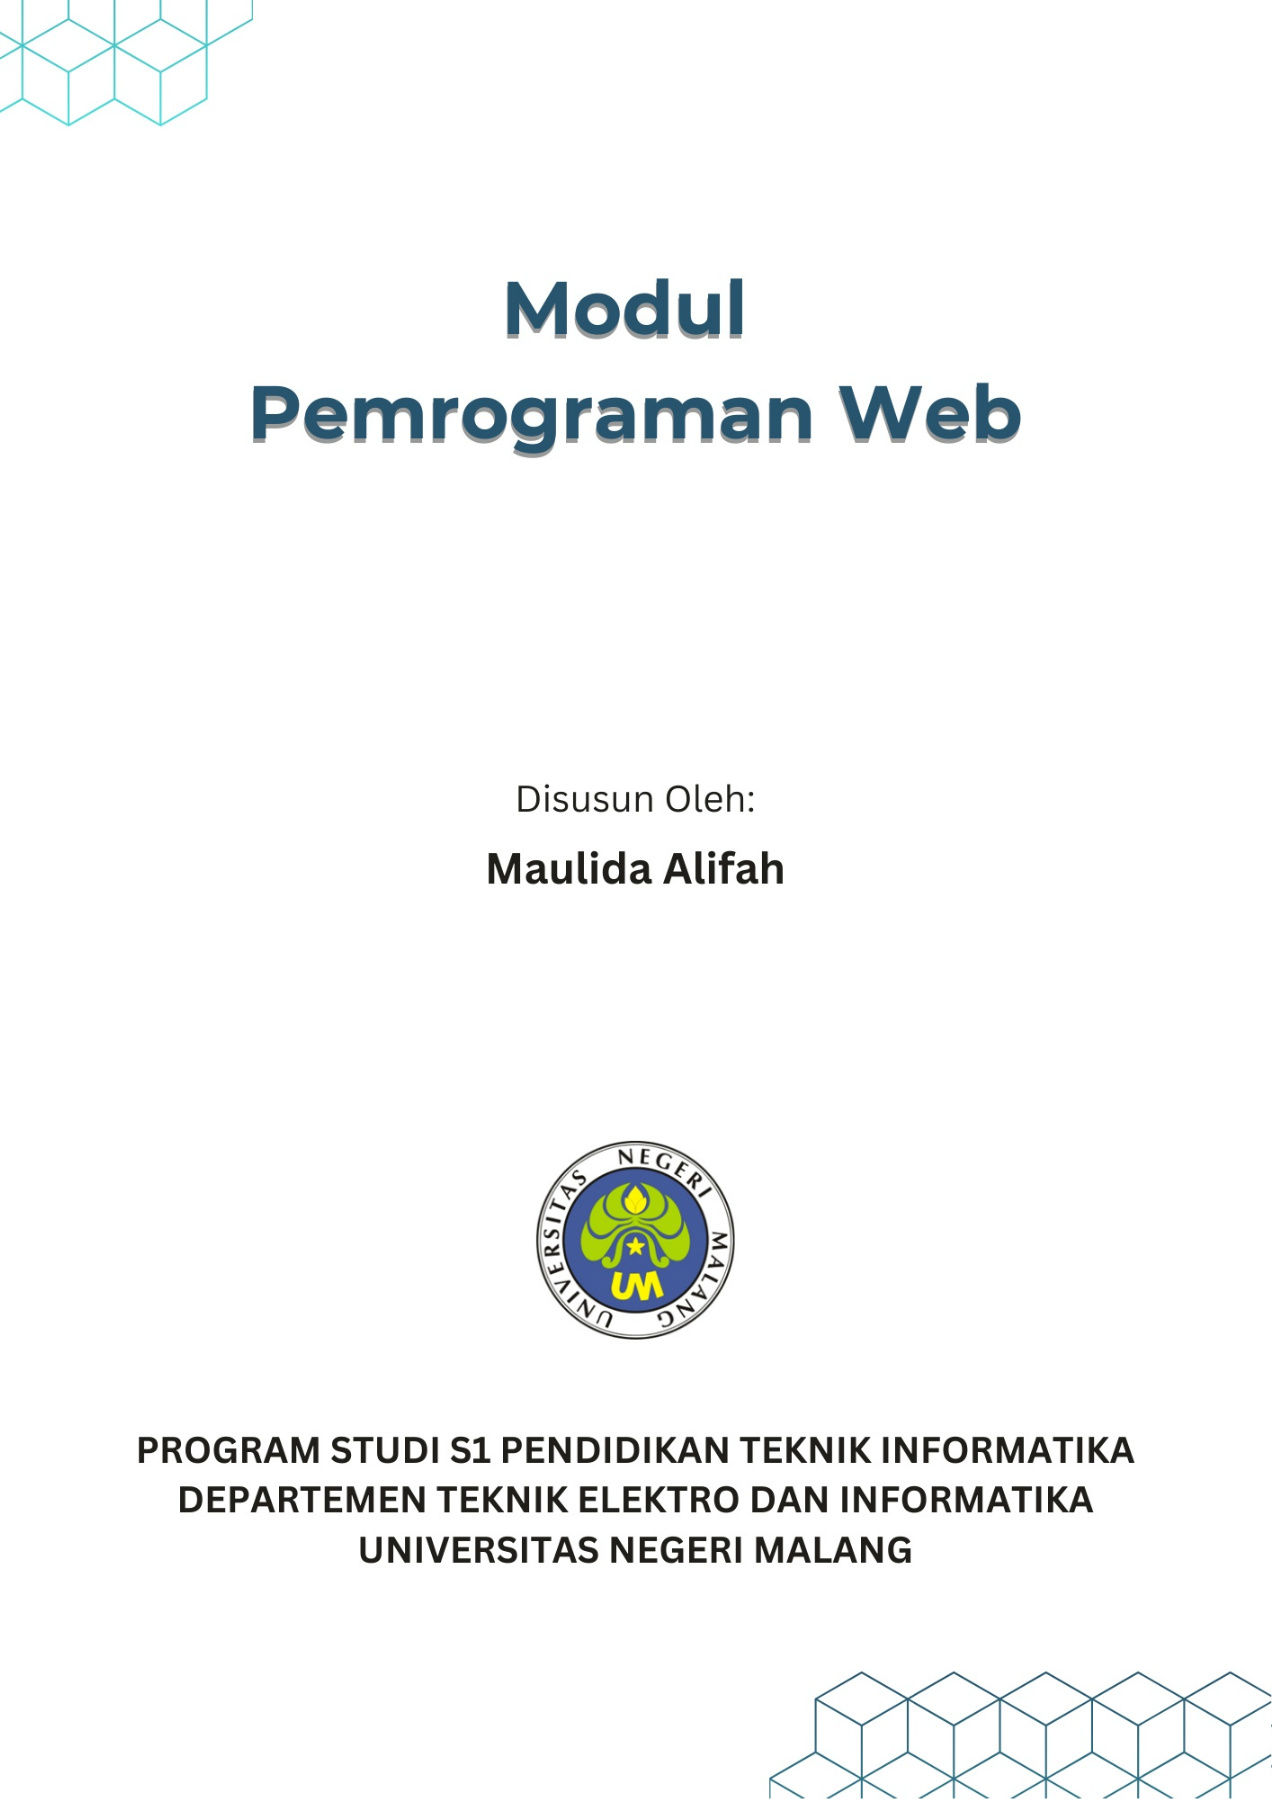 Modul
Pemrograman Web
Disusun Oleh:
Maulida Alifah
UNIVERSITAS NEGERI MALANG
UM
PROGRAM STUDI S1 PENDIDIKAN TEKNIK INFORMATIKA
DEPARTEMEN TEKNIK ELEKTRO DAN INFORMATIKA
UNIVERSITAS NEGERI MALANG